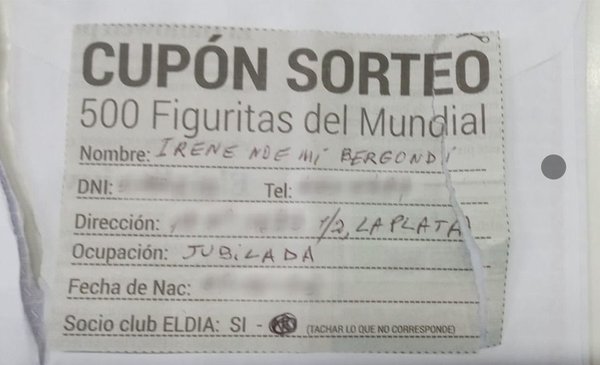 CUPÓN SORTEO
500 Figuritas del Mundial
Nombre: IRENE NOEMÍ BERGONDI
DNI: Tel:
Dirección: 1/2, LA PLATA
Ocupación: JUBILADA
Fecha de Nac:
Socio club ELDIA: SI - (TACHAR LO QUE NO CORRESPONDE)